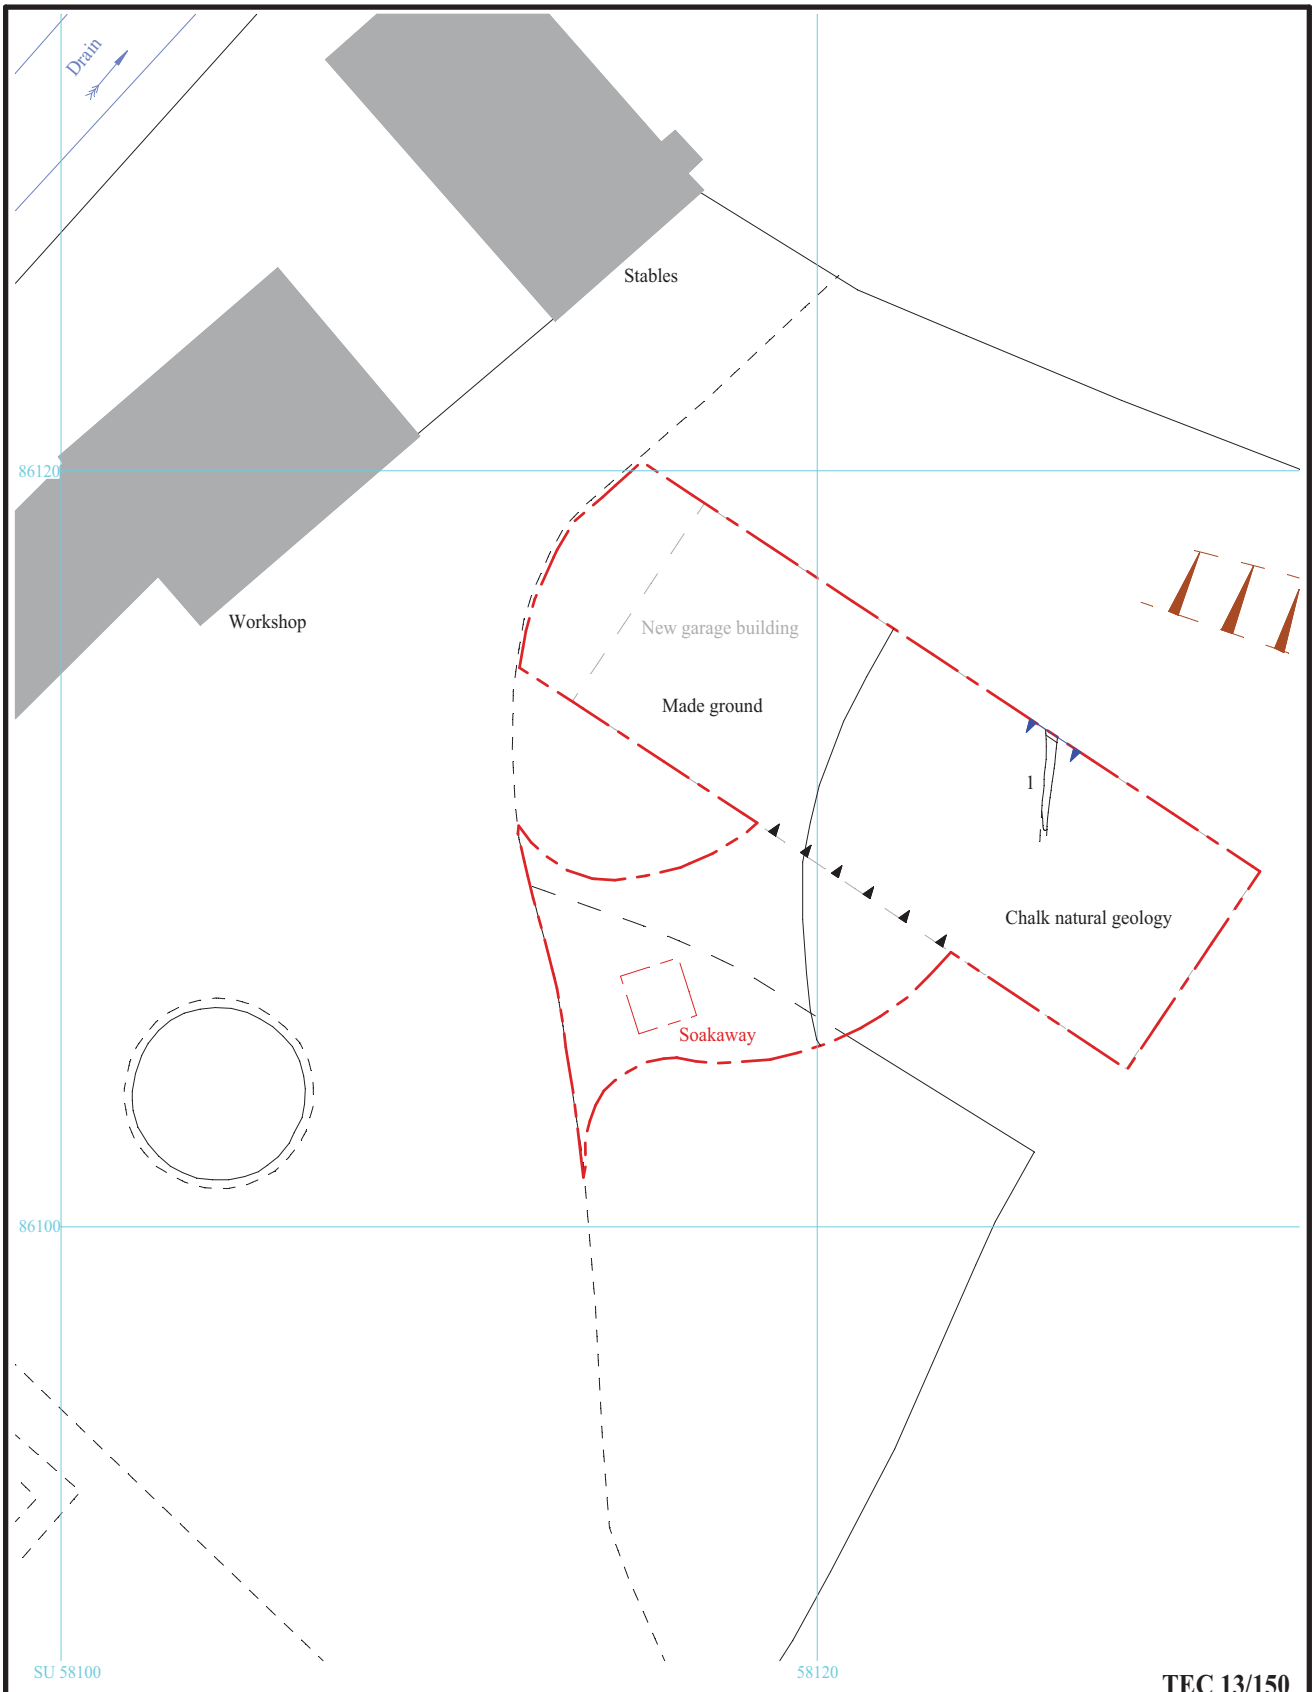 Drain
Stables
86120
Workshop
New garage building
Made ground
1
Chalk natural geology
Soakaway
86100
SU 58100
58120
TEC 13/150